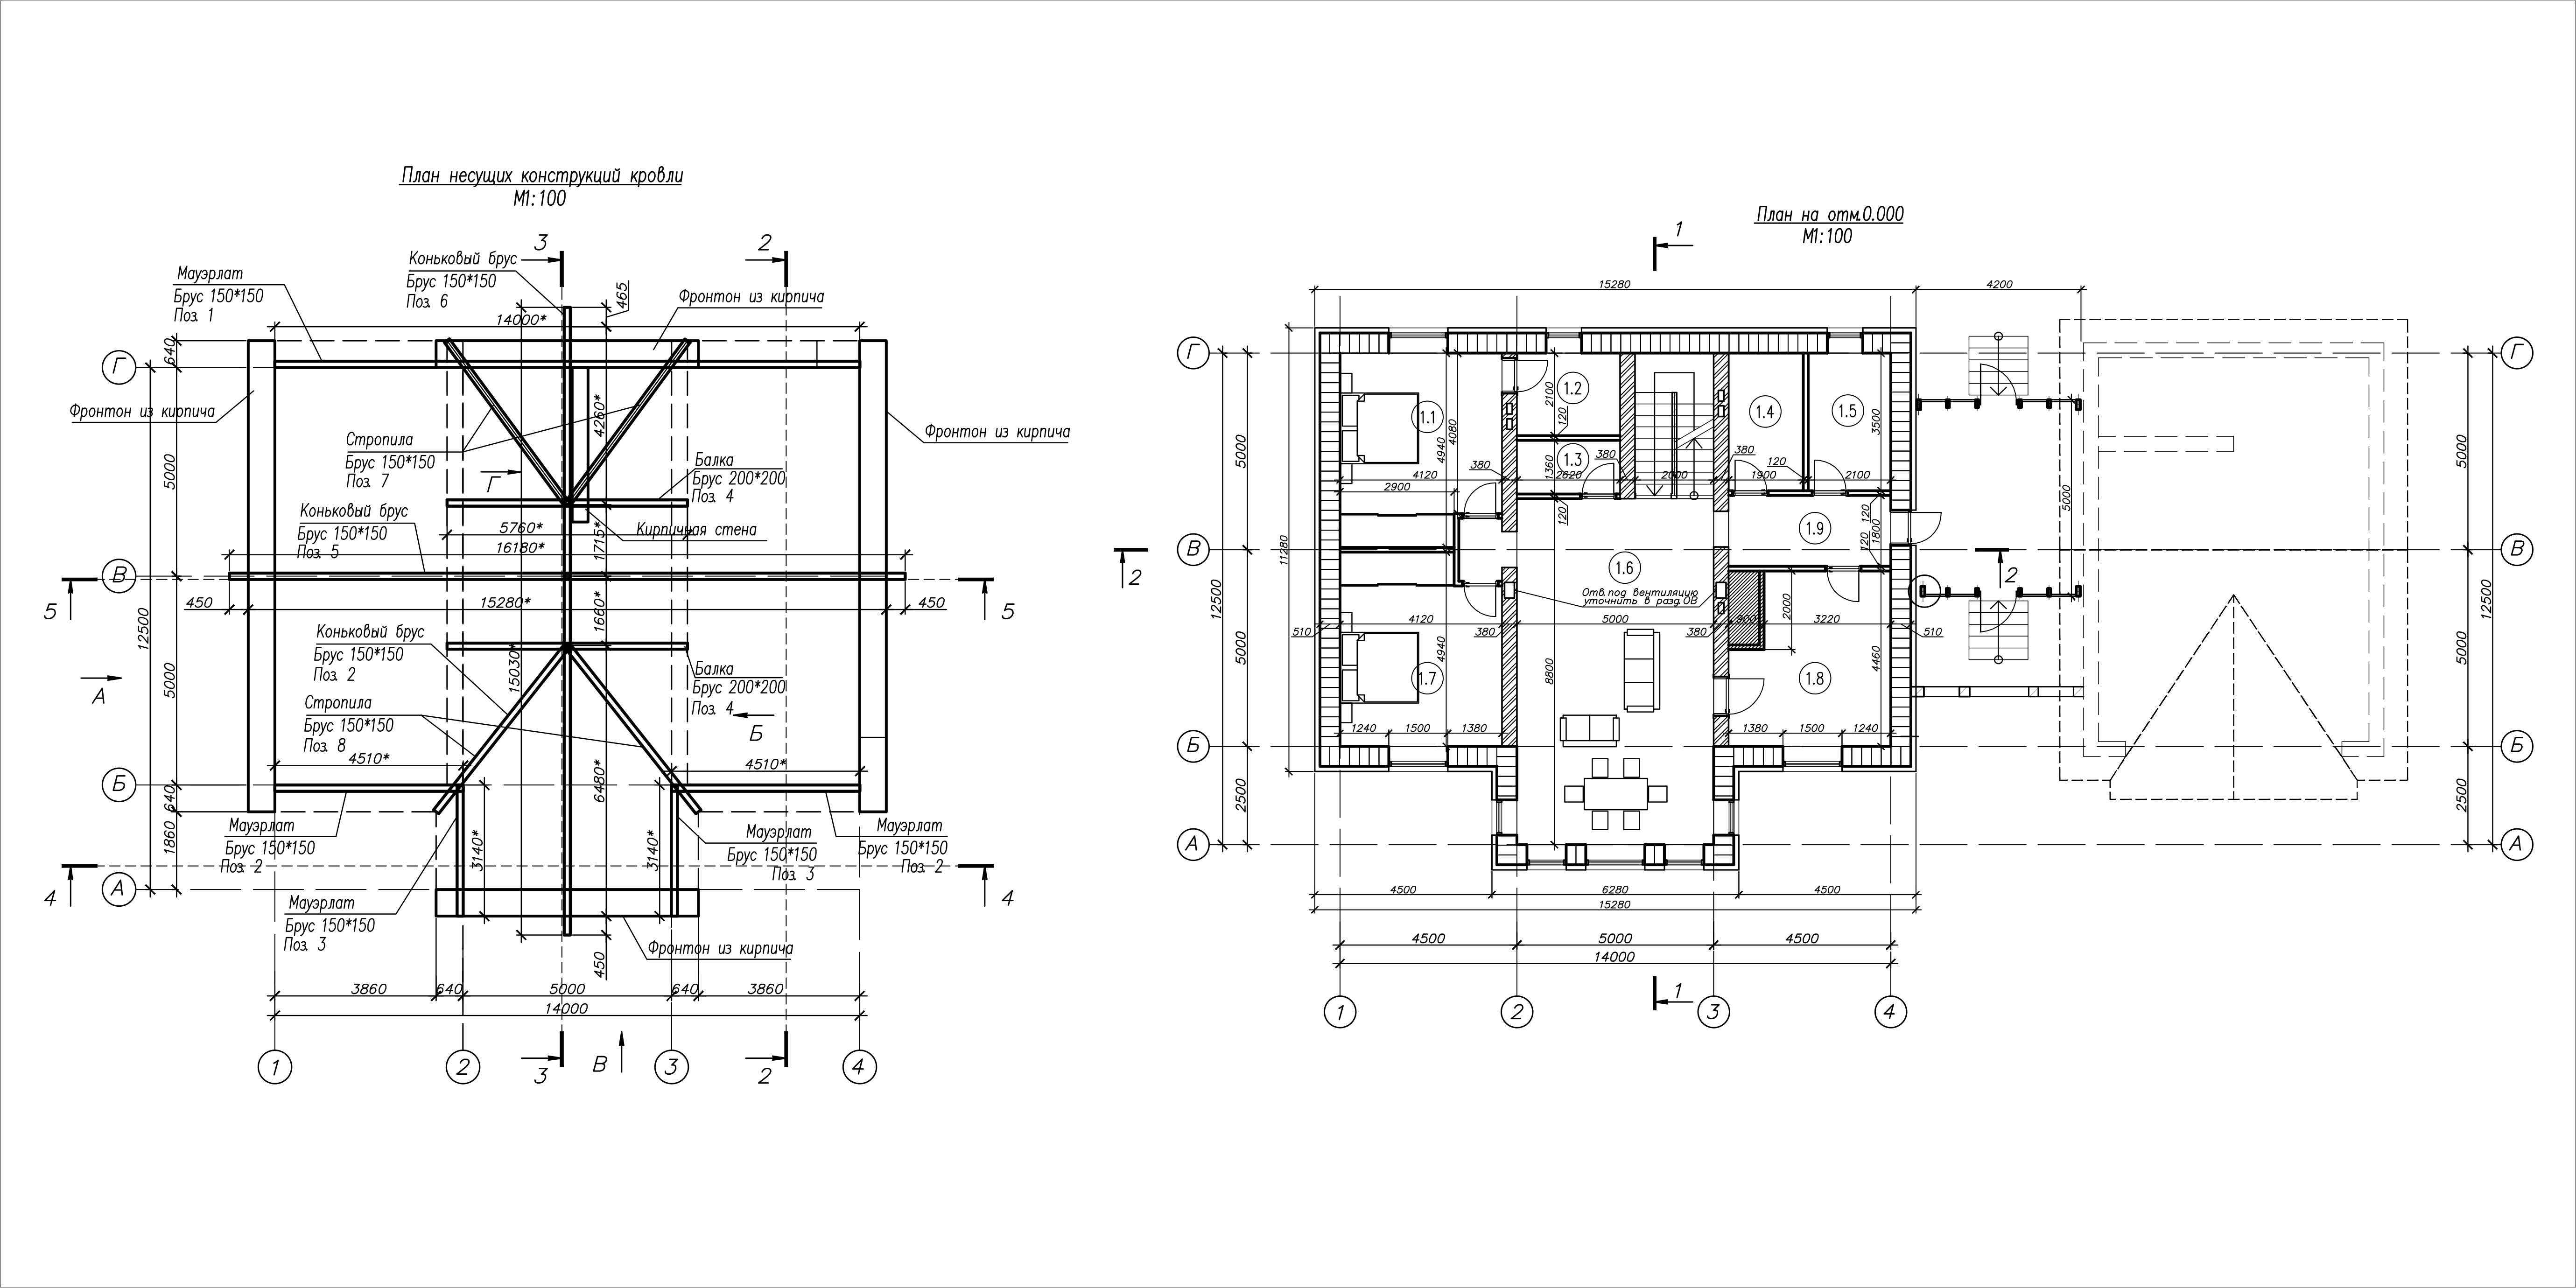 План несущих конструкций кровли
М1:100
3
2
Мауэрлат
Брус 150*150
Поз. 1
Коньковый брус
Брус 150*150
Поз. 6
465
Фронтон из кирпича
14000*
640
Г
Фронтон из кирпича
Фронтон из кирпича
4260*
Стропила
Брус 150*150
Поз. 7
Г
Балка
Брус 200*200
Поз. 4
5000
Коньковый брус
Брус 150*150
Поз. 5
5760*
16180*
1715*
Кирпичная стена
В
5
5
450
15280*
450
12500
1660*
Коньковый брус
Брус 150*150
Поз. 2
15030*
Балка
Брус 200*200
Поз. 4
А
5000
Стропила
Брус 150*150
Поз. 8
Б
4510*
4510*
6480*
Б
640
1860
Мауэрлат
Брус 150*150
Поз. 2
3140*
3140*
Мауэрлат
Брус 150*150
Поз. 3
Мауэрлат
Брус 150*150
Поз. 2
4
4
А
Мауэрлат
Брус 150*150
Поз. 3
Фронтон из кирпича
450
3860
640
5000
640
3860
14000
1
2
3
4
3
В
2
План на отм.0.000
М1:100
1
15280
4200
Г
Г
11280
12500
5000
5000
2500
1.1
1.2
1.3
1.4
1.5
2100
120
4940
4080
1360
380
380
380
120
3500
4120
2620
2000
1900
2100
2900
120
5000
1.9
120
1800
120
В
В
2
2
1.6
Отв.под вентиляцию
уточнить в разд.ОВ
2000
510
4120
380
5000
380
900
3220
510
4940
8800
4460
1.7
1.8
1240
1500
1380
1380
1500
1240
Б
Б
А
А
5000
5000
2500
12500
4500
6280
4500
15280
4500
5000
4500
14000
1
1
2
3
4